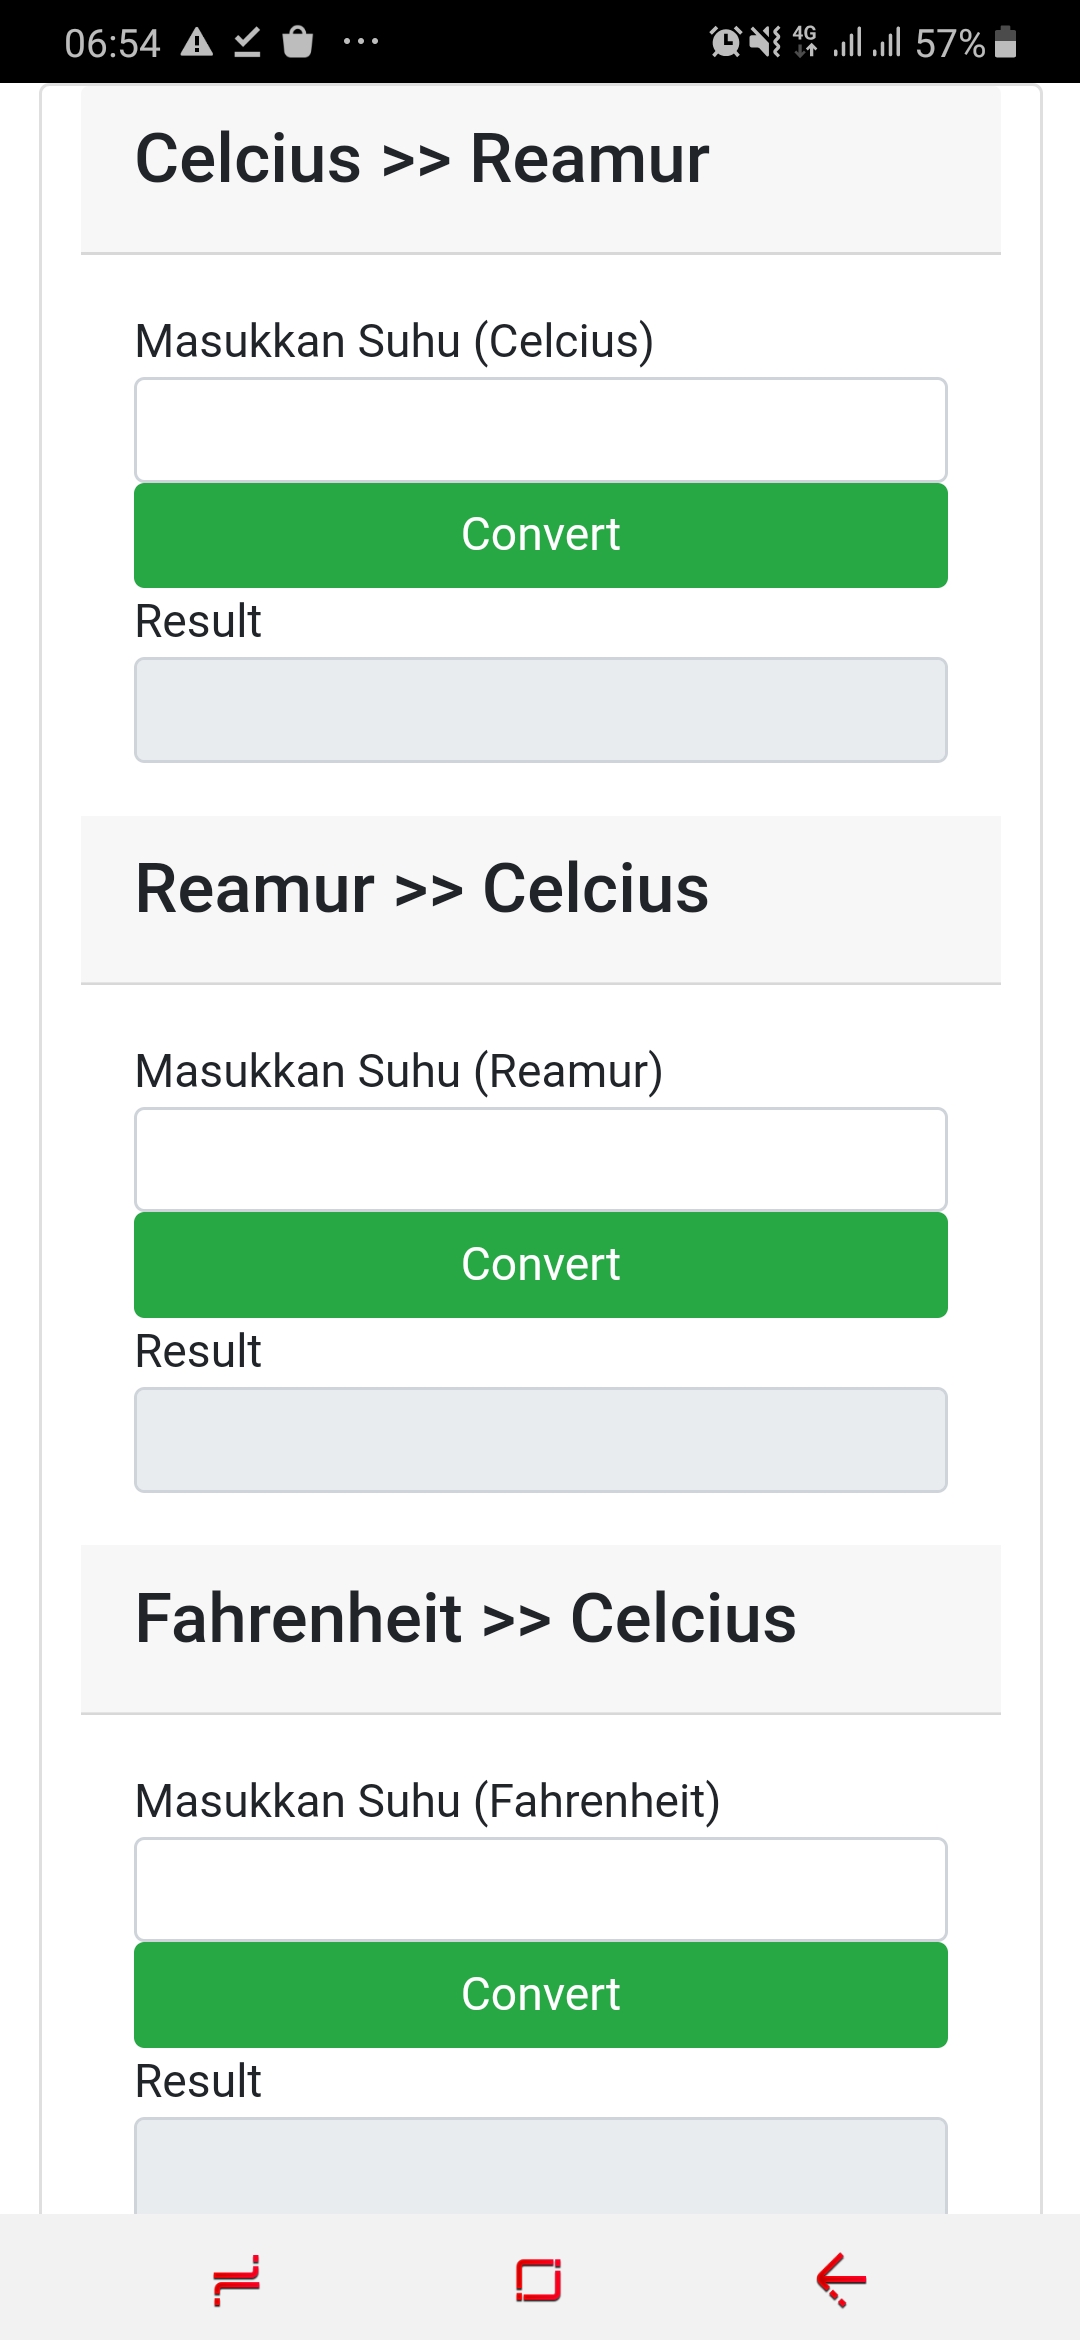 06:54 ... 4G 57%
Celcius >> Reamur
Masukkan Suhu (Celcius)
Convert
Result
Reamur >> Celcius
Masukkan Suhu (Reamur)
Convert
Result
Fahrenheit >> Celcius
Masukkan Suhu (Fahrenheit)
Convert
Result